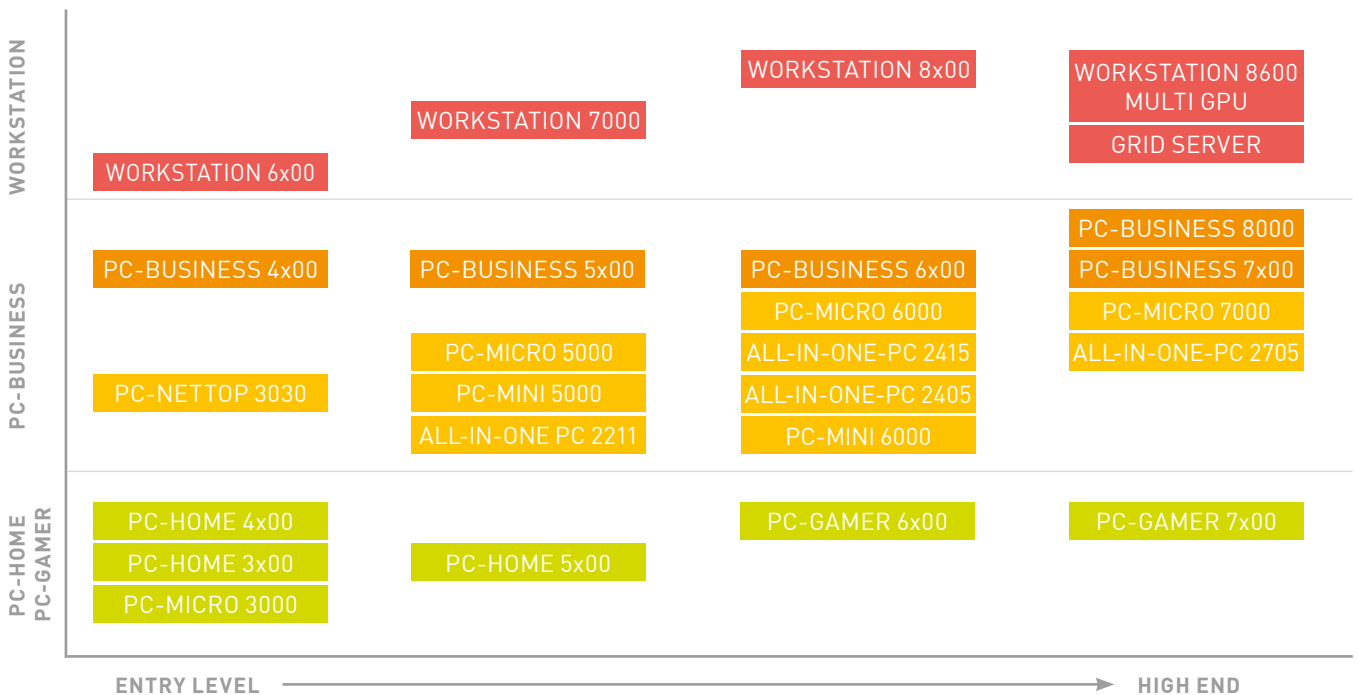 WORKSTATION
WORKSTATION 8x00
WORKSTATION 8600
MULTI GPU
WORKSTATION 7000
GRID SERVER
WORKSTATION 6x00
PC-BUSINESS
PC-BUSINESS 8000
PC-BUSINESS 4x00
PC-BUSINESS 5x00
PC-BUSINESS 6x00
PC-BUSINESS 7x00
PC-MICRO 6000
PC-MICRO 7000
PC-MICRO 5000
ALL-IN-ONE-PC 2415
ALL-IN-ONE-PC 2705
PC-NETTOP 3030
PC-MINI 5000
ALL-IN-ONE-PC 2405
ALL-IN-ONE PC 2211
PC-MINI 6000
PC-HOME
PC-GAMER
PC-HOME 4x00
PC-GAMER 6x00
PC-GAMER 7x00
PC-HOME 3x00
PC-HOME 5x00
PC-MICRO 3000
ENTRY LEVEL
HIGH END